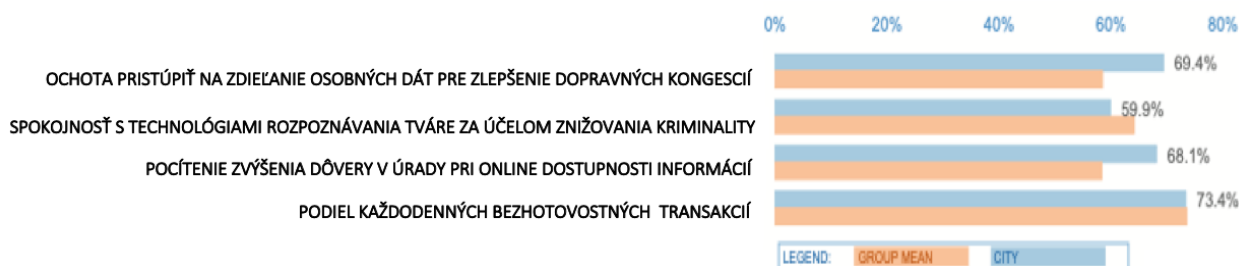 0% 20% 40% 60% 80%
OCHOTA PRISTÚPIŤ NA ZDIEĽANIE OSOBNÝCH DÁT PRE ZLEPŠENIE DOPRAVNÝCH KONGESCIÍ 69.4%
SPOKOJNOSŤ S TECHNOLÓGIAMI ROZPOZNÁVANIA TVÁRE ZA ÚČELOM ZNIŽOVANIA KRIMINALITY 59.9%
POCÍTENIE ZVÝŠENIA DÔVERY V ÚRADY PRI ONLINE DOSTUPNOSTI INFORMÁCIÍ 68.1%
PODIEL KAŽDODENNÝCH BEZHOTOVOSTNÝCH TRANSAKCIÍ 73.4%
LEGEND: GROUP MEAN CITY